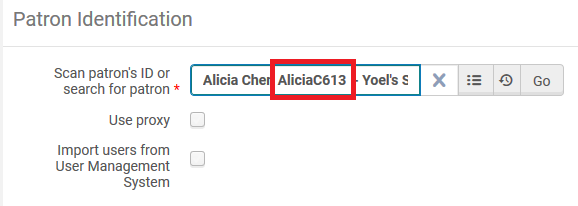 Patron Identification
Scan patron's ID or
search for patron *
Alicia Cher AliciaC613 - Yoel's S
Go
Use proxy
Import users from
User Management
System